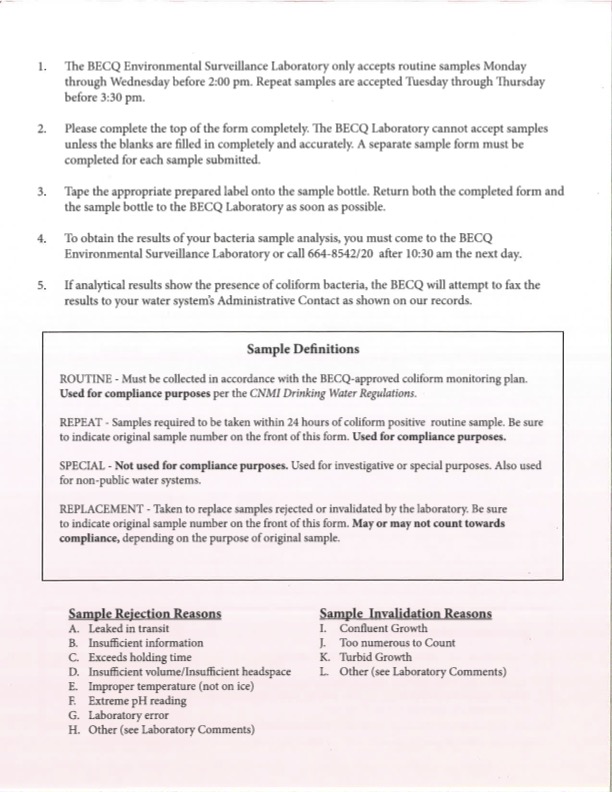 1. The BECQ Environmental Surveillance Laboratory only accepts routine samples Monday
through Wednesday before 2:00 pm. Repeat samples are accepted Tuesday through Thursday
before 3:30 pm.
2. Please complete the top of the form completely. The BECQ Laboratory cannot accept samples
unless the blanks are filled in completely and accurately. A separate sample form must be
completed for each sample submitted.
3. Tape the appropriate prepared label onto the sample bottle. Return both the completed form and
the sample bottle to the BECQ Laboratory as soon as possible.
4. To obtain the results of your bacteria sample analysis, you must come to the BECQ
Environmental Surveillance Laboratory or call 664-8542/20 after 10:30 am the next day.
5. If analytical results show the presence of coliform bacteria, the BECQ will attempt to fax the
results to your water system's Administrative Contact as shown on our records.
Sample Definitions
ROUTINE - Must be collected in accordance with the BECQ-approved coliform monitoring plan.
Used for compliance purposes per the CNMI Drinking Water Regulations.
REPEAT - Samples required to be taken within 24 hours of coliform positive routine sample. Be sure
to indicate original sample number on the front of this form. Used for compliance purposes.
SPECIAL - Not used for compliance purposes. Used for investigative or special purposes. Also used
for non-public water systems.
REPLACEMENT - Taken to replace samples rejected or invalidated by the laboratory. Be sure
to indicate original sample number on the front of this form. May or may not count towards
compliance, depending on the purpose of original sample.
Sample Rejection Reasons
A. Leaked in transit
B. Insufficient information
C. Exceeds holding time
D. Insufficient volume/Insufficient headspace
E. Improper temperature (not on ice)
F. Extreme pH reading
G. Laboratory error
H. Other (see Laboratory Comments)
Sample Invalidation Reasons
I. Confluent Growth
J. Too numerous to Count
K. Turbid Growth
L. Other (see Laboratory Comments)